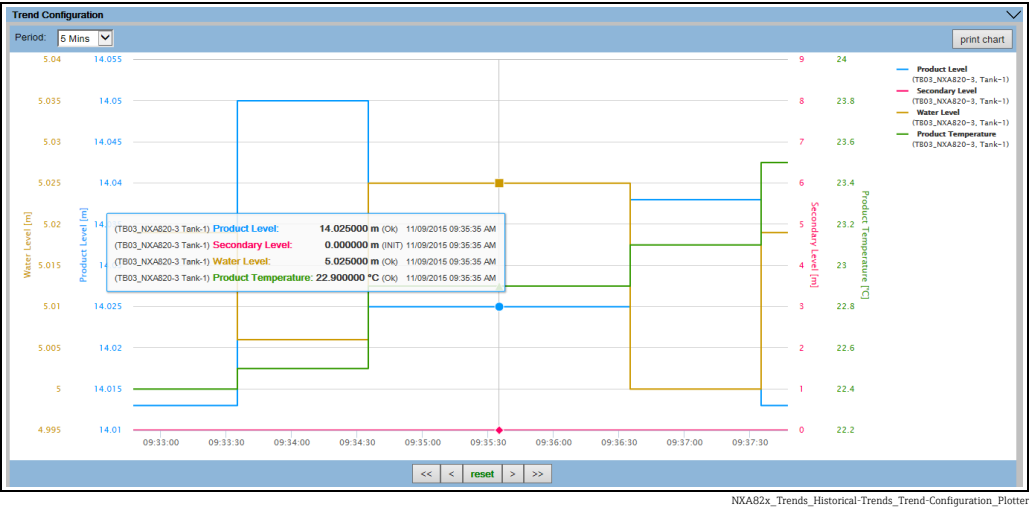 Trend Configuration
Period: 5 Mins print chart
5.04 14.055 9 24
5.035 14.05 8 23.8
5.03 14.045 7 23.6
5.025 14.04 6 23.4
5.02 14. 5 23.2
5.015 4 23
5.01 3 22.8
14.025
5.005 14.02 2 22.6
5 14.015 1 22.4
4.995 14.01 0 22.2
Water Level [m]
Product Level [m]
Secondary Level [m]
Product Temperature [°C]
Product Level
(TB03_NXA820-3, Tank-1)
Secondary Level
(TB03_NXA820-3, Tank-1)
Water Level
(TB03_NXA820-3, Tank-1)
Product Temperature
(TB03_NXA820-3, Tank-1)
(TB03_NXA820-3 Tank-1) Product Level: 14.025000 m (Ok) 11/09/2015 09:35:35 AM
(TB03_NXA820-3 Tank-1) Secondary Level: 0.000000 m (INIT) 11/09/2015 09:35:35 AM
(TB03_NXA820-3 Tank-1) Water Level: 5.025000 m (Ok) 11/09/2015 09:35:35 AM
(TB03_NXA820-3 Tank-1) Product Temperature: 22.900000 °C (Ok) 11/09/2015 09:35:35 AM
09:33:00 09:33:30 09:34:00 09:34:30 09:35:00 09:35:30 09:36:00 09:36:30 09:37:00 09:37:30
<< < reset > >>
NXA82x_Trends_Historical-Trends_Trend-Configuration_Plotter